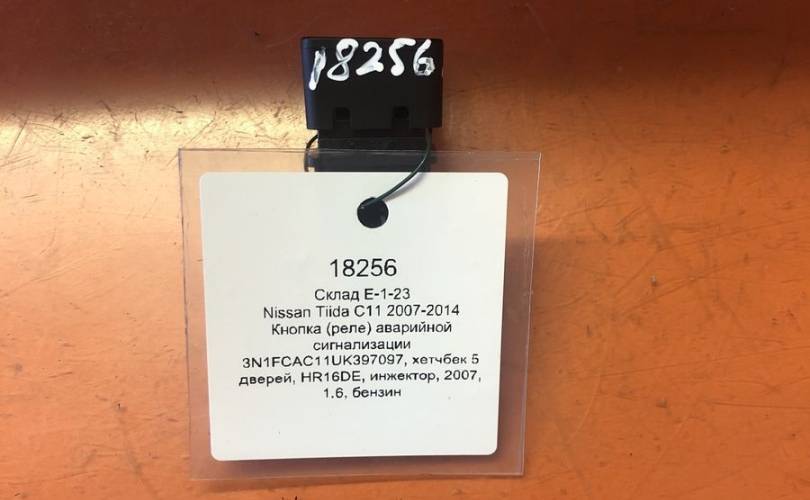 18256
18256
Склад E-1-23
Nissan Tiida C11 2007-2014
Кнопка (реле) аварийной
сигнализации
3N1FCAC11UK397097, хетчбек 5
дверей, HR16DE, инжектор, 2007,
1.6, бензин